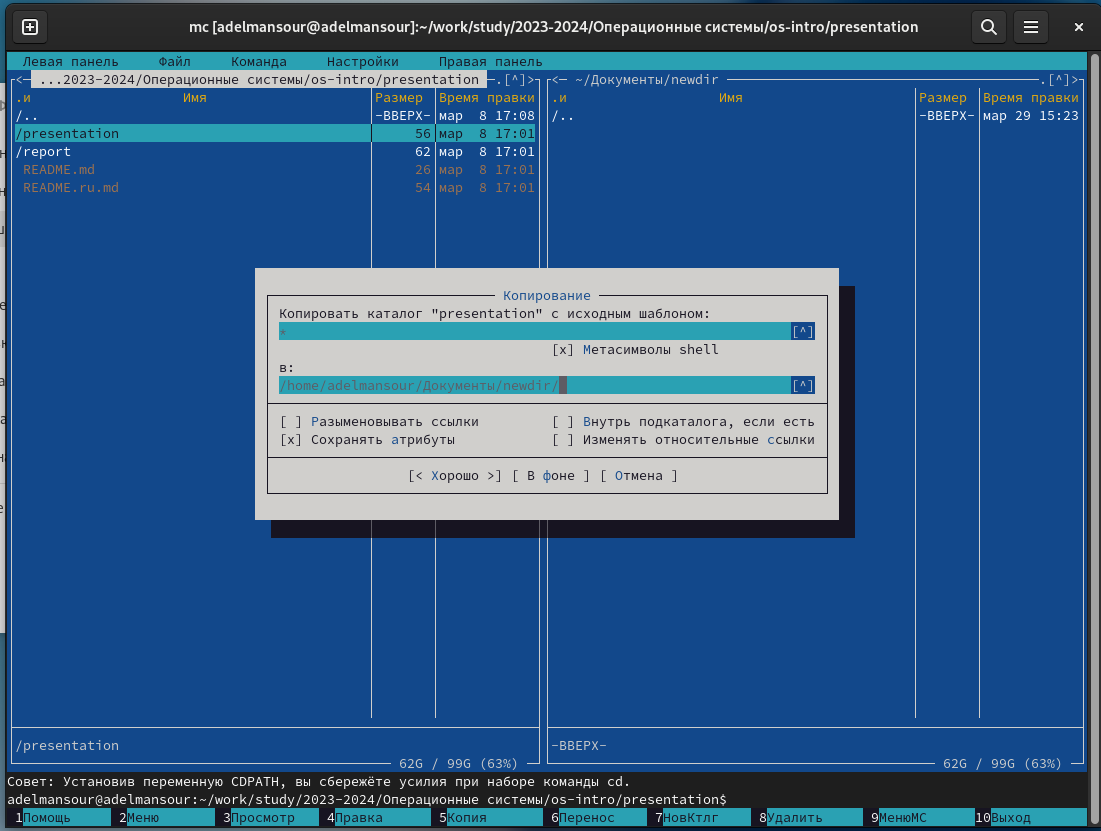 mc [adelmansour@adelmansour]:~/work/study/2023-2024/Операционные системы/os-intro/presentation
Левая панель Файл Команда Настройки Правая панель
<— ...2023-2024/Операционные системы/os-intro/presentation .[^]>
.и Имя Размер Время правки
/.. -ВВЕРХ- мар 8 17:08
/presentation 56 мар 8 17:01
/report 62 мар 8 17:01
README.md 26 мар 8 17:01
README.ru.md 54 мар 8 17:01
/presentation
62G / 99G (63%)
<— ~/Документы/newdir .[^]>
.и Имя Размер Время правки
/.. -ВВЕРХ- мар 29 15:23
-ВВЕРХ-
62G / 99G (63%)
Копирование
Копировать каталог "presentation" с исходным шаблоном:
* [^]
[x] Метасимволы shell
в:
/home/adelmansour/Документы/newdir/ [^]
[ ] Разыменовывать ссылки [ ] Внутрь подкаталога, если есть
[x] Сохранять атрибуты [ ] Изменять относительные ссылки
[< Хорошо >] [ В фоне ] [ Отмена ]
Совет: Установив переменную CDPATH, вы сбережёте усилия при наборе команды cd.
adelmansour@adelmansour:~/work/study/2023-2024/Операционные системы/os-intro/presentation$
1Помощь 2Меню 3Просмотр 4Правка 5Копия 6Перенос 7НовКтлг 8Удалить 9МенюМС 10Выход